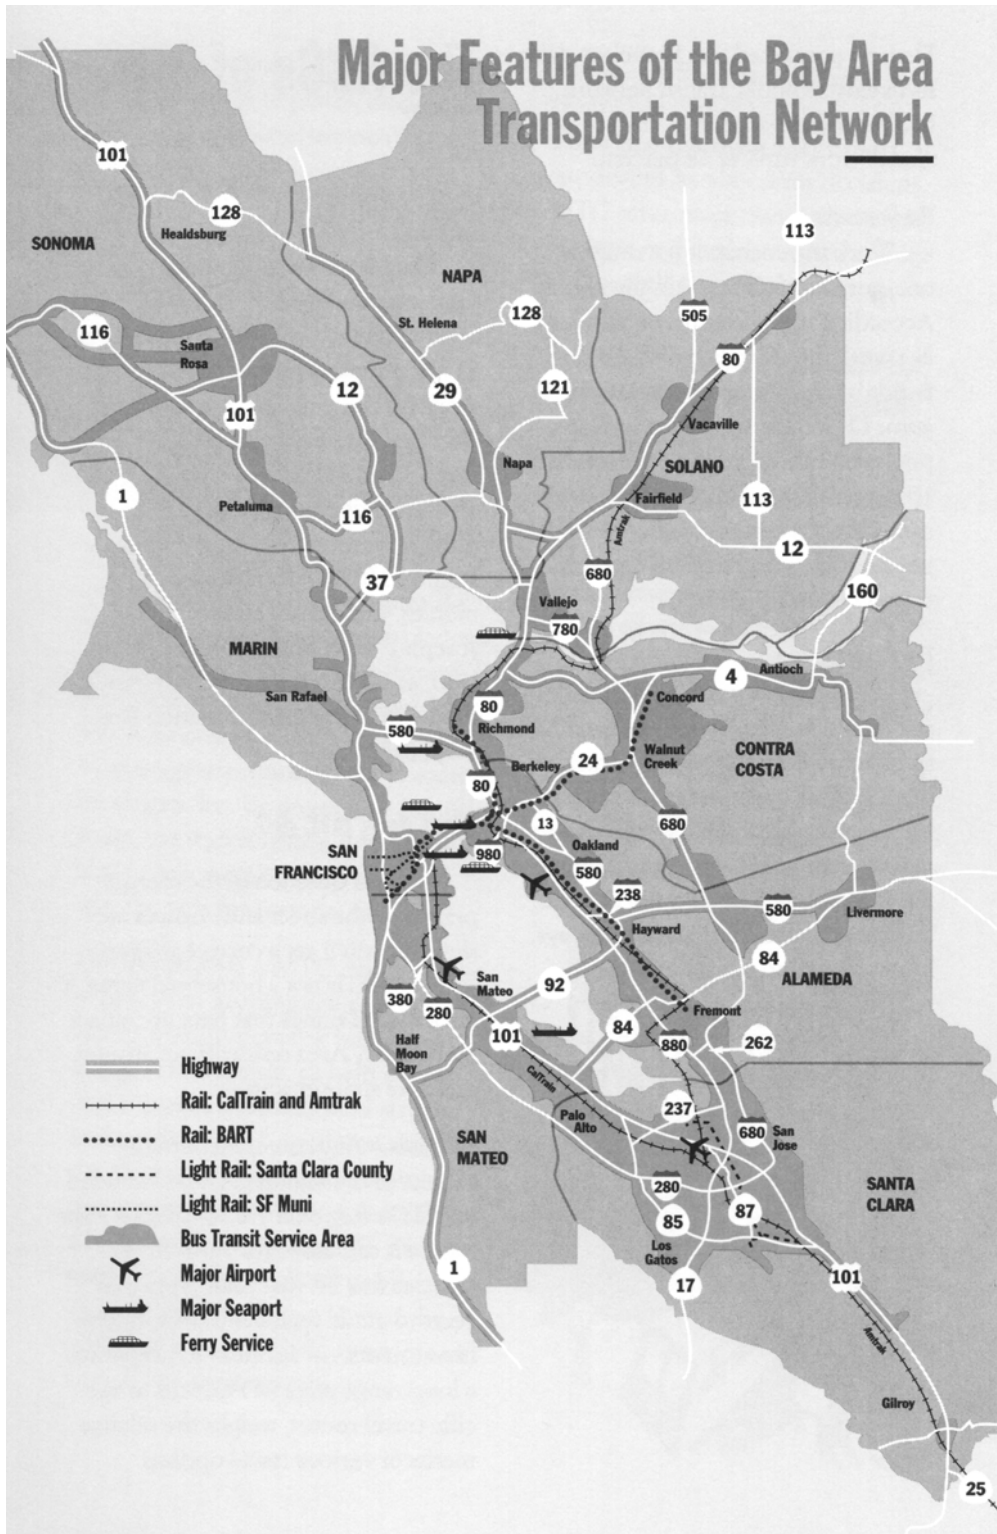 Major Features of the Bay Area
Transportation Network
101
128
Healdsburg
SONOMA
113
NAPA
116
St. Helena
128
505
Santa
Rosa
80
12
29
121
101
Vacaville
Napa
SOLANO
1
Petaluma
116
Fairfield
113
Amtrak
12
37
680
160
Vallejo
780
MARIN
4
Antioch
San Rafael
Concord
80
580
Richmond
24
Walnut
Creek
CONTRA
COSTA
Berkeley
80
13
680
SAN
FRANCISCO
980
Oakland
580
238
580
Livermore
Hayward
84
ALAMEDA
San
Mateo
92
380
280
Fremont
101
84
262
Half
Moon
Bay
880
CalTrain
Highway
Rail: CalTrain and Amtrak
Rail: BART
Light Rail: Santa Clara County
Light Rail: SF Muni
Bus Transit Service Area
Major Airport
Major Seaport
Ferry Service
Palo
Alto
237
680
San
Jose
SAN
MATEO
280
SANTA
CLARA
85
87
Los
Gatos
1
17
101
Amtrak
Gilroy
25